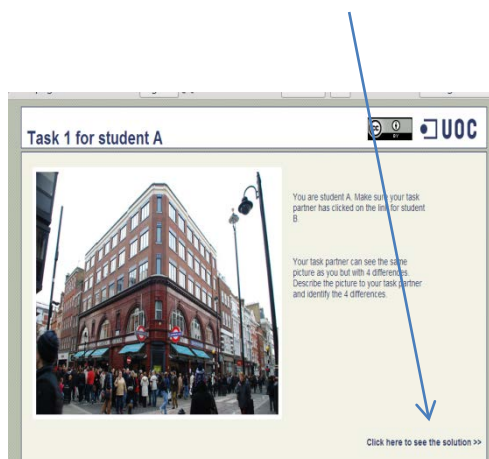 Task 1 for student A
cc
BY
UOC
You are student A. Make sure your task
partner has clicked on the link for student
B.
Your task partner can see the same
picture as you but with 4 differences.
Describe the picture to your task partner
and identify the 4 differences.
Click here to see the solution >>